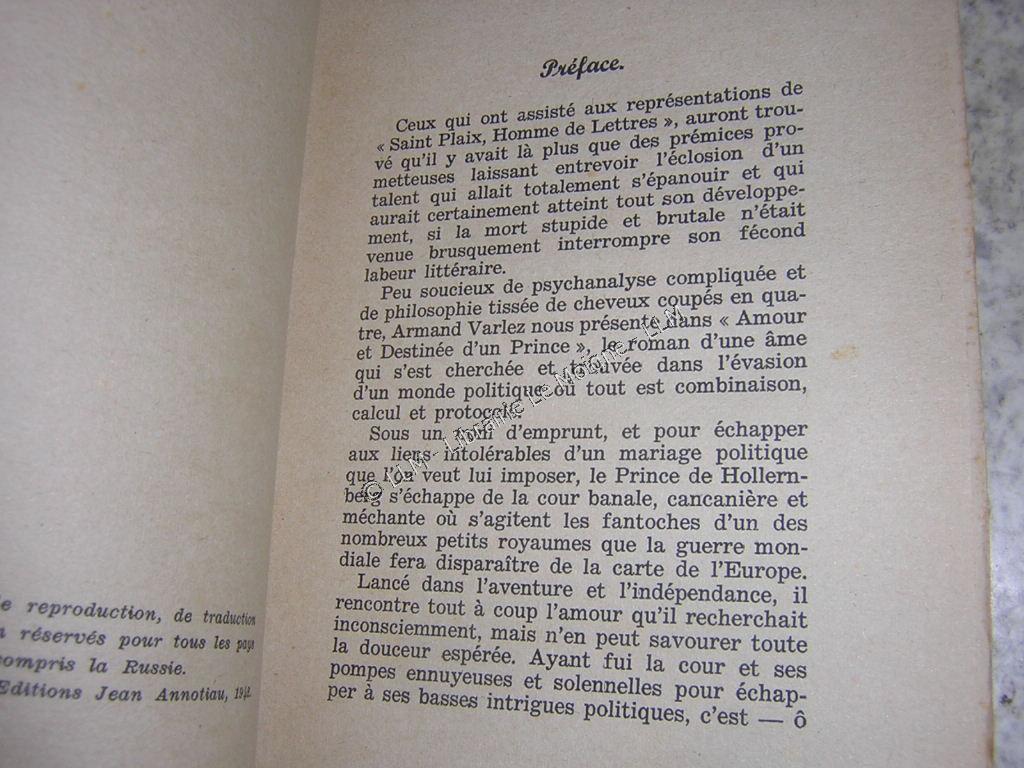 de reproduction, de traduction
réservés pour tous les pays
compris la Russie.
Editions Jean Annotiau,
Préface.
Ceux qui ont assisté aux représentations de
« Saint Plaix, Homme de Lettres », auront trou-
vé qu'il y avait là plus que des prémices pro-
metteuses laissant entrevoir l'éclosion d'un
talent qui allait totalement s'épanouir et qui
aurait certainement atteint tout son développe-
ment, si la mort stupide et brutale n'était
venue brusquement interrompre son fécond
labeur littéraire.
Peu soucieux de psychanalyse compliquée et
de philosophie tissée de cheveux coupés en qua-
tre, Armand Varlez nous présente dans « Amour
et Destinée d'un Prince », le roman d'une âme
qui s'est cherchée et trouvée dans l'évasion
d'un monde politique où tout est combinaison,
calcul et protocole.
Sous un nom d'emprunt, et pour échapper
aux liens intolérables d'un mariage politique
que l'on veut lui imposer, le Prince de Hollern-
berg s'échappe de la cour banale, cancanière et
méchante où s'agitent les fantoches d'un des
nombreux petits royaumes que la guerre mon-
diale fera disparaître de la carte de l'Europe.
Lancé dans l'aventure et l'indépendance, il
rencontre tout à coup l'amour qu'il recherchait
inconsciemment, mais n'en peut savourer toute
la douceur espérée. Ayant fui la cour et ses
pompes ennuyeuses et solennelles pour échap-
per à ses basses intrigues politiques, c'est — ô
© LLM - Librairie Le Moigne - LLM